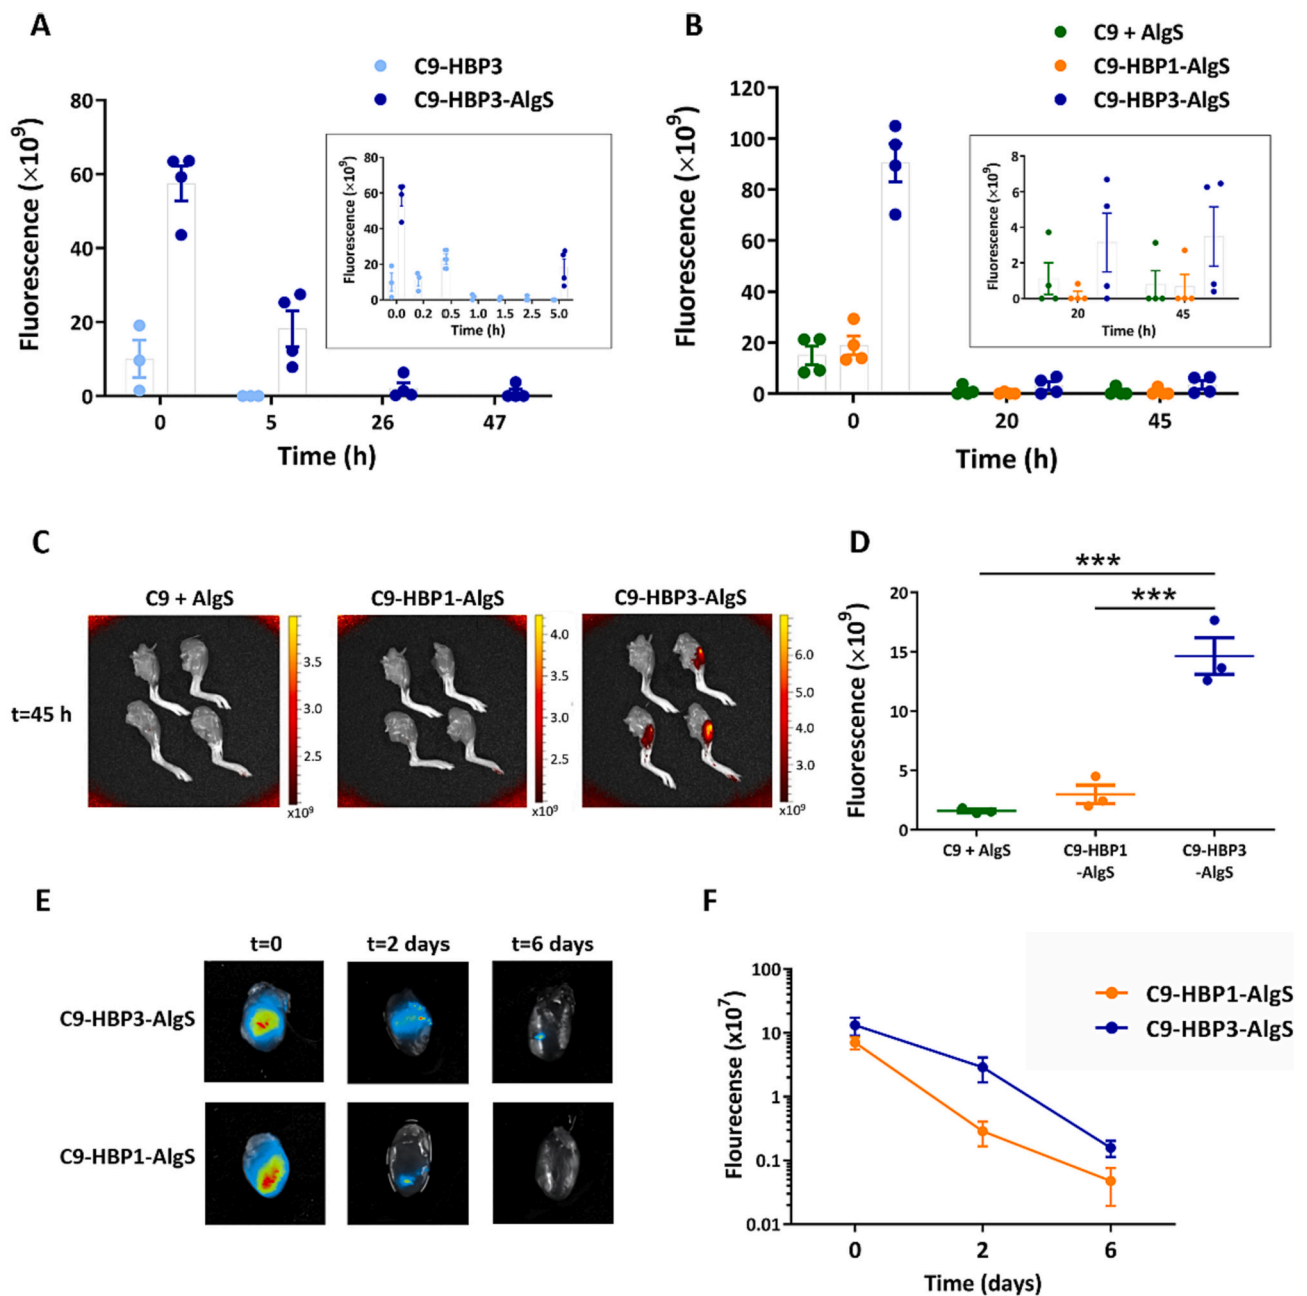 A
C9-HBP3
C9-HBP3-AlgS
Fluorescence (×10⁹)
80
60
40
20
0
0 5 26 47
Time (h)
Fluorescence (×10⁹)
80
60
40
20
0
0.0 0.2 0.5 1.0 1.5 2.5 5.0
Time (h)
B
C9 + AlgS
C9-HBP1-AlgS
C9-HBP3-AlgS
Fluorescence (×10⁹)
120
100
80
60
40
20
0
0 20 45
Time (h)
Fluorescence (×10⁹)
8
6
4
2
0
20 45
Time (h)
C
C9 + AlgS C9-HBP1-AlgS C9-HBP3-AlgS
t=45 h
3.5
3.0
2.5
x10⁹
4.0
3.5
3.0
2.5
x10⁹
6.0
5.0
4.0
3.0
x10⁹
D
***
***
Fluorescence (×10⁹)
20
15
10
5
0
C9 + AlgS C9-HBP1 C9-HBP3
-AlgS -AlgS
E
t=0 t=2 days t=6 days
C9-HBP3-AlgS
C9-HBP1-AlgS
F
C9-HBP1-AlgS
C9-HBP3-AlgS
Flourecense (x10⁷)
100
10
1
0.1
0.01
0 2 6
Time (days)